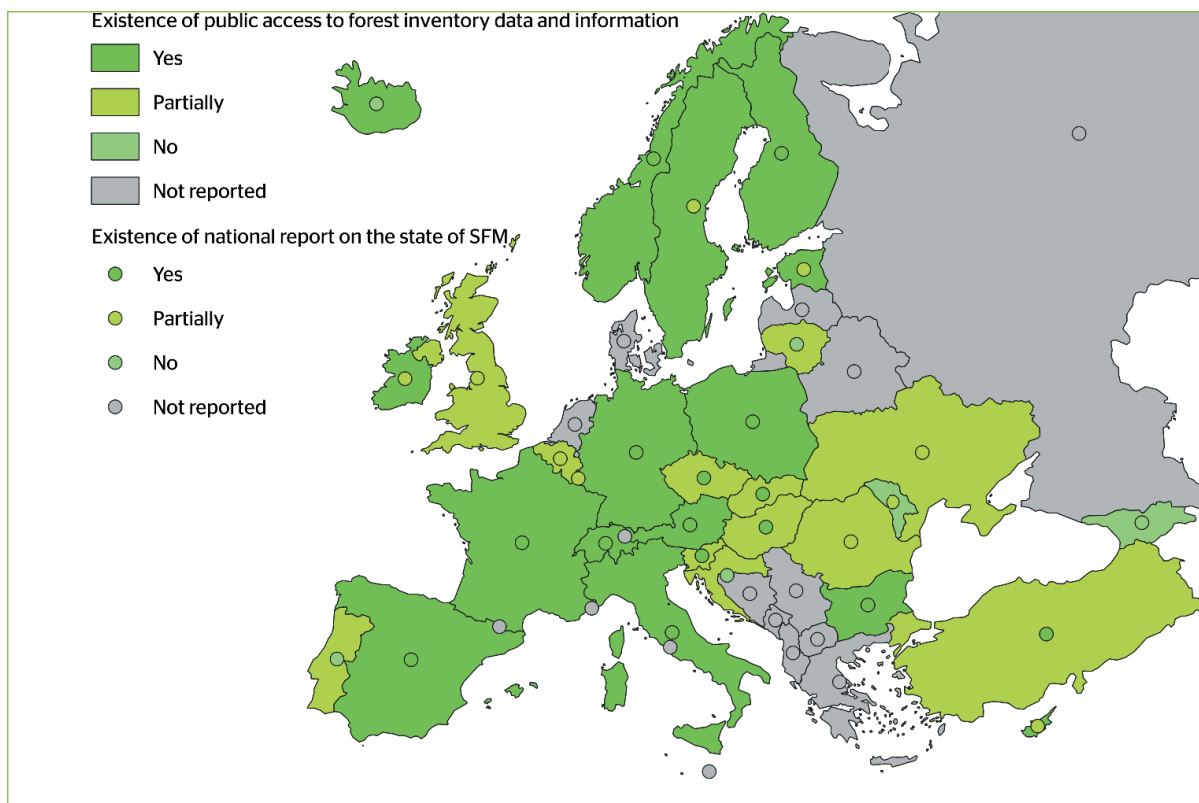 Existence of public access to forest inventory data and information
Yes
Partially
No
Not reported
Existence of national report on the state of SFM
Yes
Partially
No
Not reported